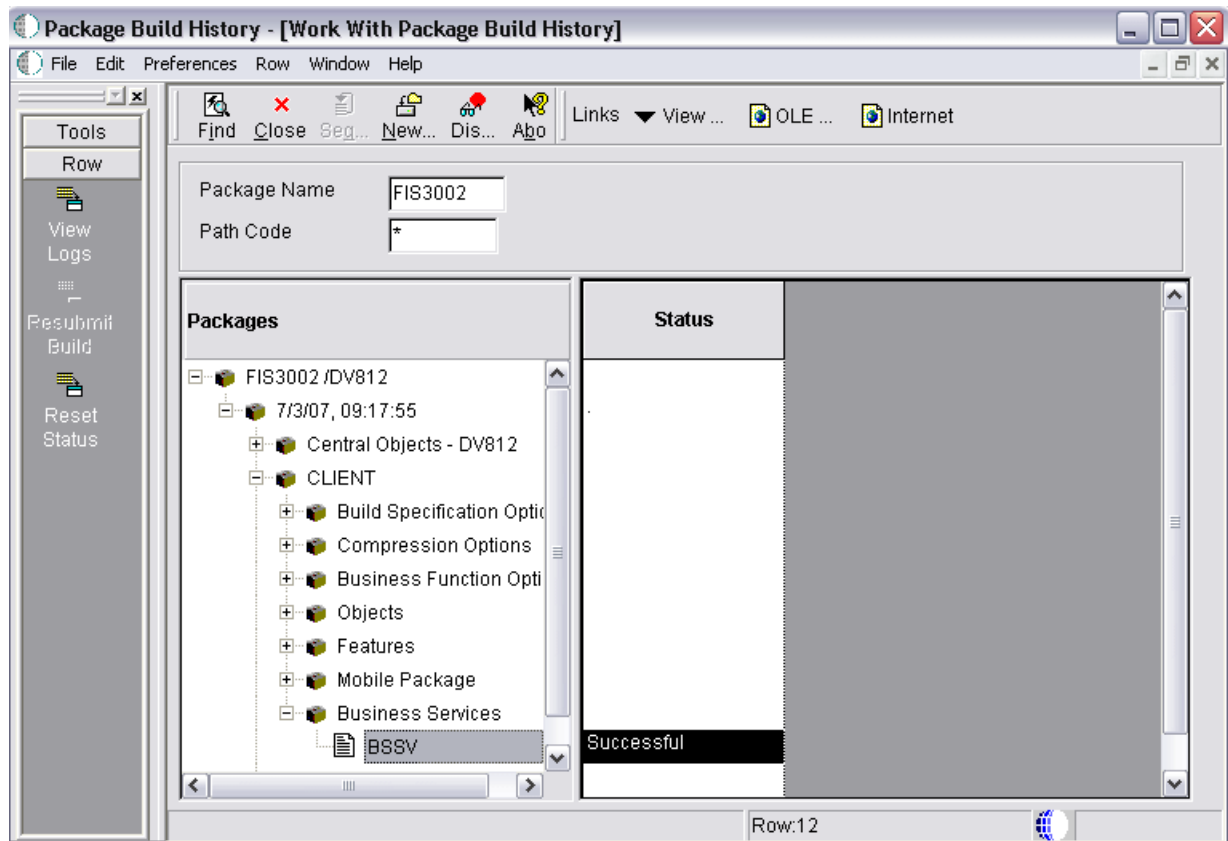 Package Build History - [Work With Package Build History]
File Edit Preferences Row Window Help
Tools
Row
View
Logs
Resubmit
Build
Reset
Status
Find Close Seq... New... Dis... Abo Links View ... OLE ... Internet
Package Name FIS3002
Path Code *
Packages Status
FIS3002 /DV812
7/3/07, 09:17:55 .
Central Objects - DV812
CLIENT
Build Specification Optic
Compression Options
Business Function Opti
Objects
Features
Mobile Package
Business Services
BSSV Successful
Row:12